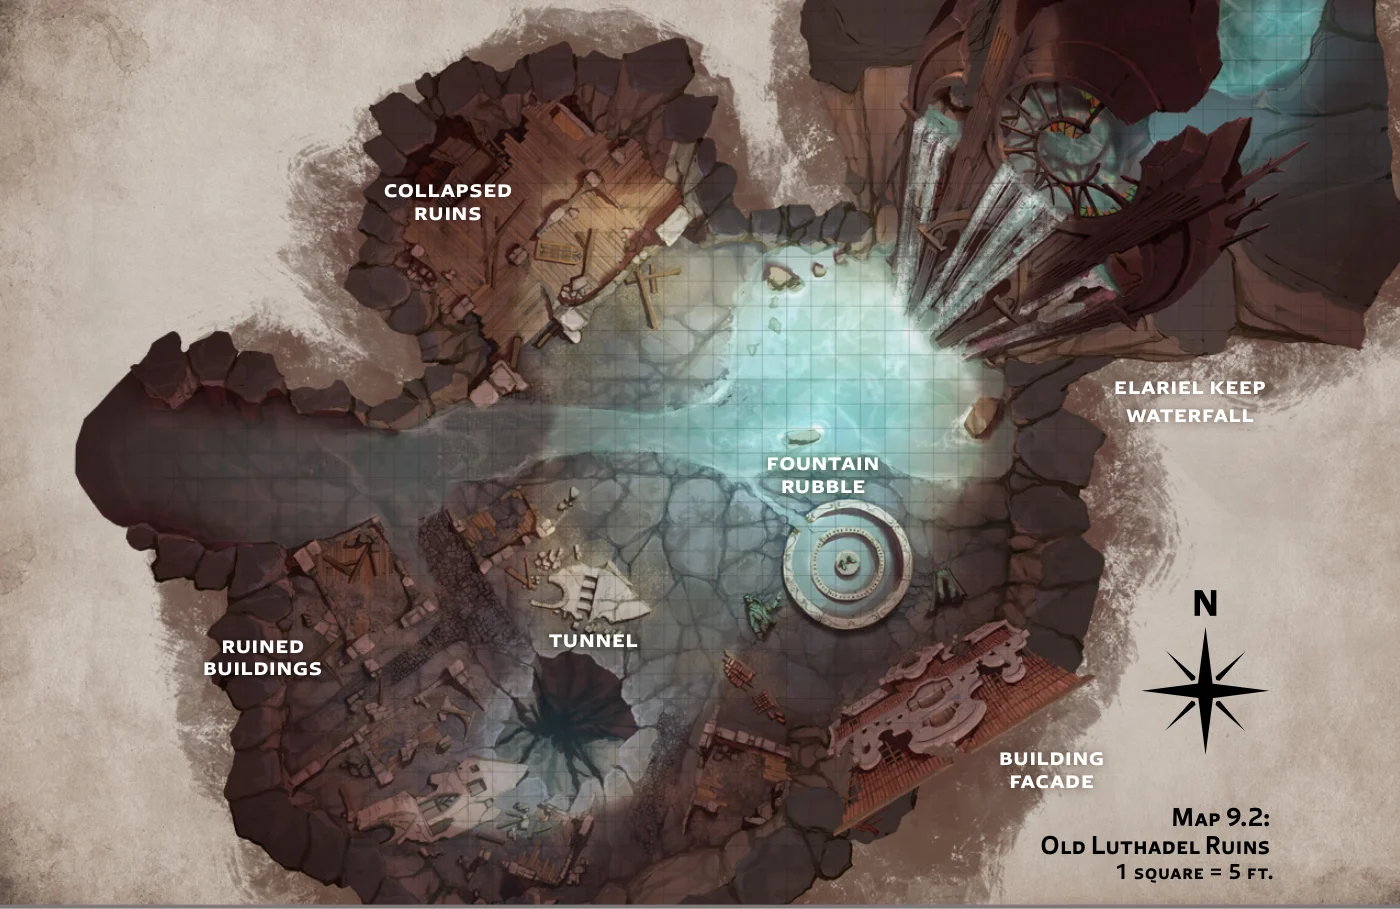 COLLAPSED
RUINS
ELARIEL KEEP
WATERFALL
FOUNTAIN
RUBBLE
N
TUNNEL
RUINED
BUILDINGS
BUILDING
FACADE
MAP 9.2:
OLD LUTHADEL RUINS
1 SQUARE = 5 FT.